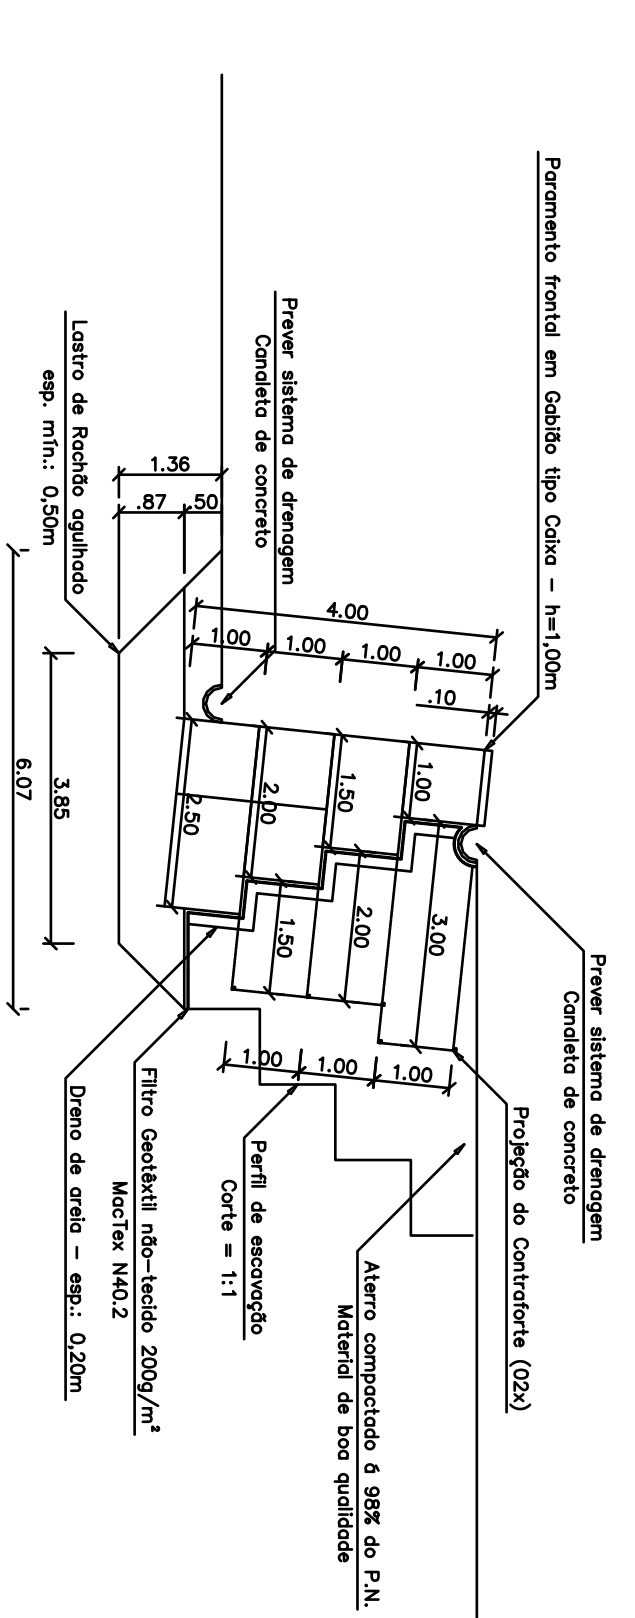 Paramento frontal em Gabião tipo Caixa - h=1,00m
Prever sistema de drenagem
Canaleta de concreto
Prever sistema de drenagem
Canaleta de concreto
Projeção do Contraforte (02x)
Aterro compactado á 98% do P.N.
Material de boa qualidade
Perfil de escavação
Corte = 1:1
Filtro Geotêxtil não-tecido 200g/m²
MacTex N40.2
Dreno de areia - esp.: 0,20m
Lastro de Rachão agulhado
esp. mín.: 0,50m
4.00
1.00
1.00
1.00
1.00
.10
1.00
1.50
2.00
2.50
3.00
2.00
1.50
1.00
1.00
1.00
1.36
.87
.50
3.85
6.07